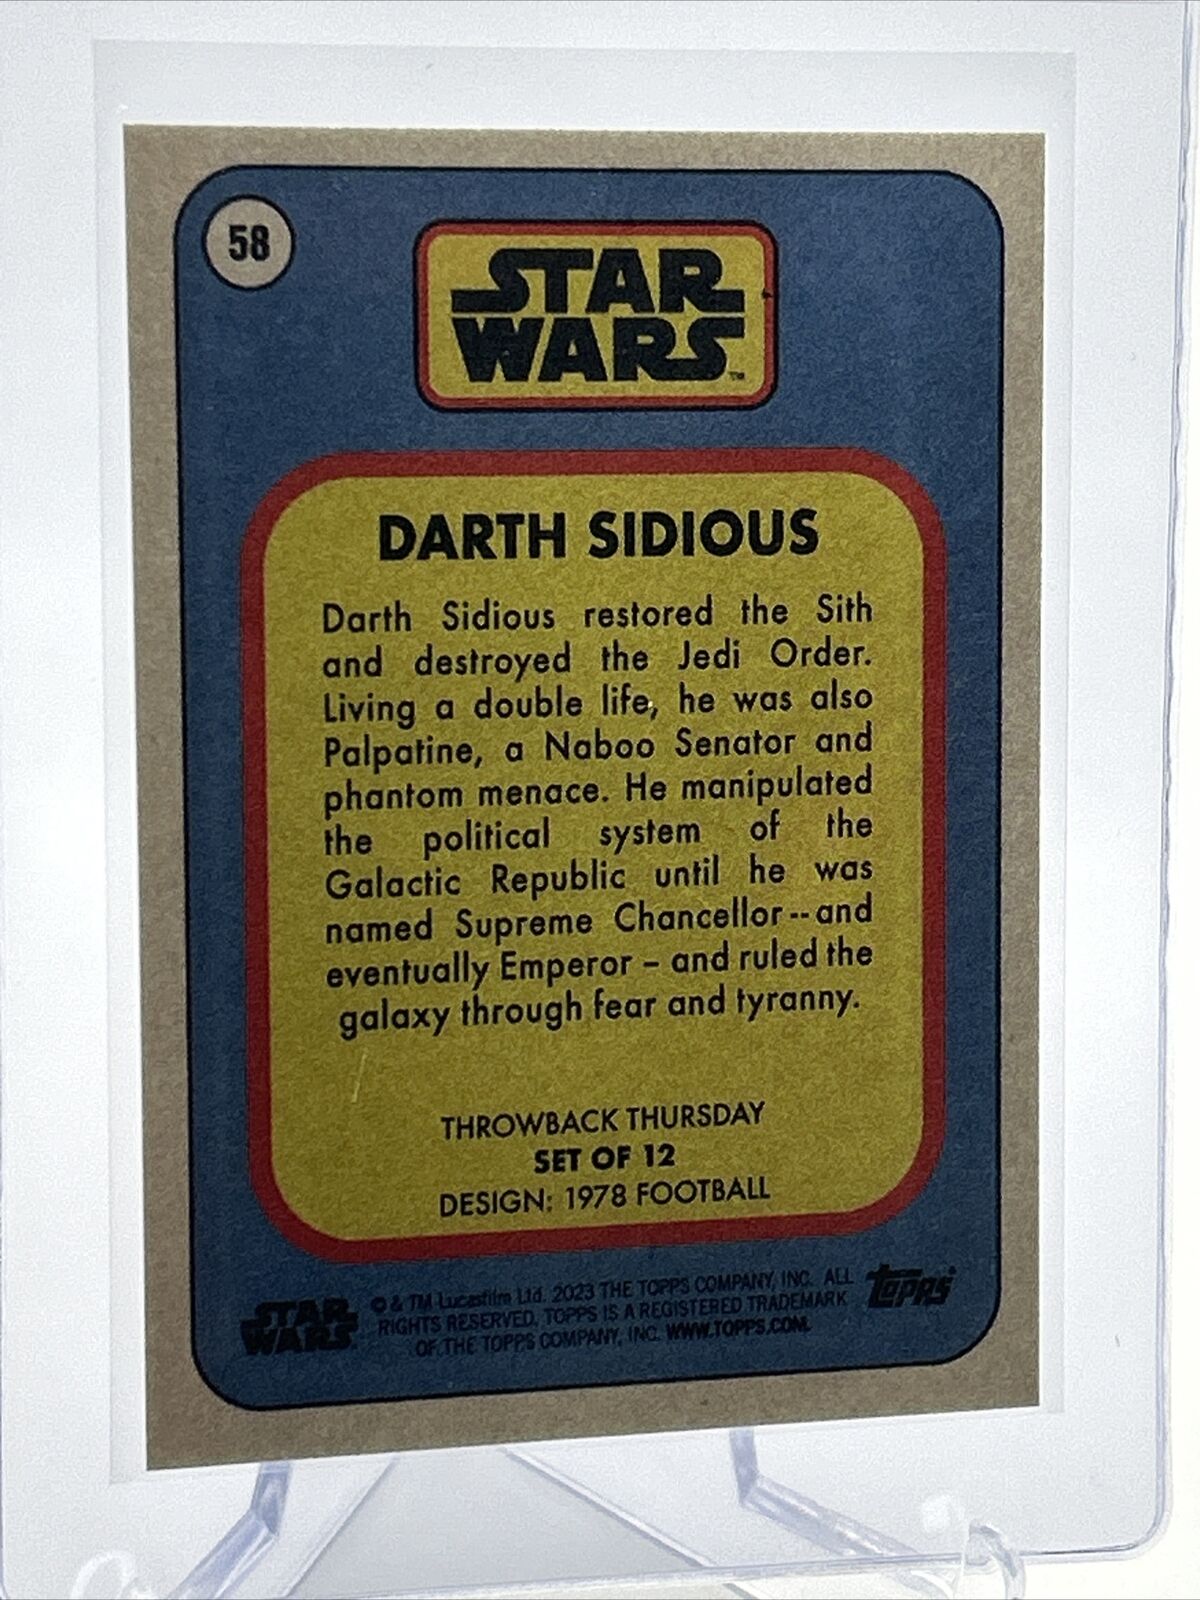 58
STAR
WARS™
DARTH SIDIOUS
Darth Sidious restored the Sith
and destroyed the Jedi Order.
Living a double life, he was also
Palpatine, a Naboo Senator and
phantom menace. He manipulated
the political system of the
Galactic Republic until he was
named Supreme Chancellor--and
eventually Emperor – and ruled the
galaxy through fear and tyranny.
THROWBACK THURSDAY
SET OF 12
DESIGN: 1978 FOOTBALL
STAR
WARS
© & TM Lucasfilm Ltd. 2023 THE TOPPS COMPANY, INC. ALL
RIGHTS RESERVED. TOPPS IS A REGISTERED TRADEMARK
OF THE TOPPS COMPANY, INC. WWW.TOPPS.COM.
TOPPS